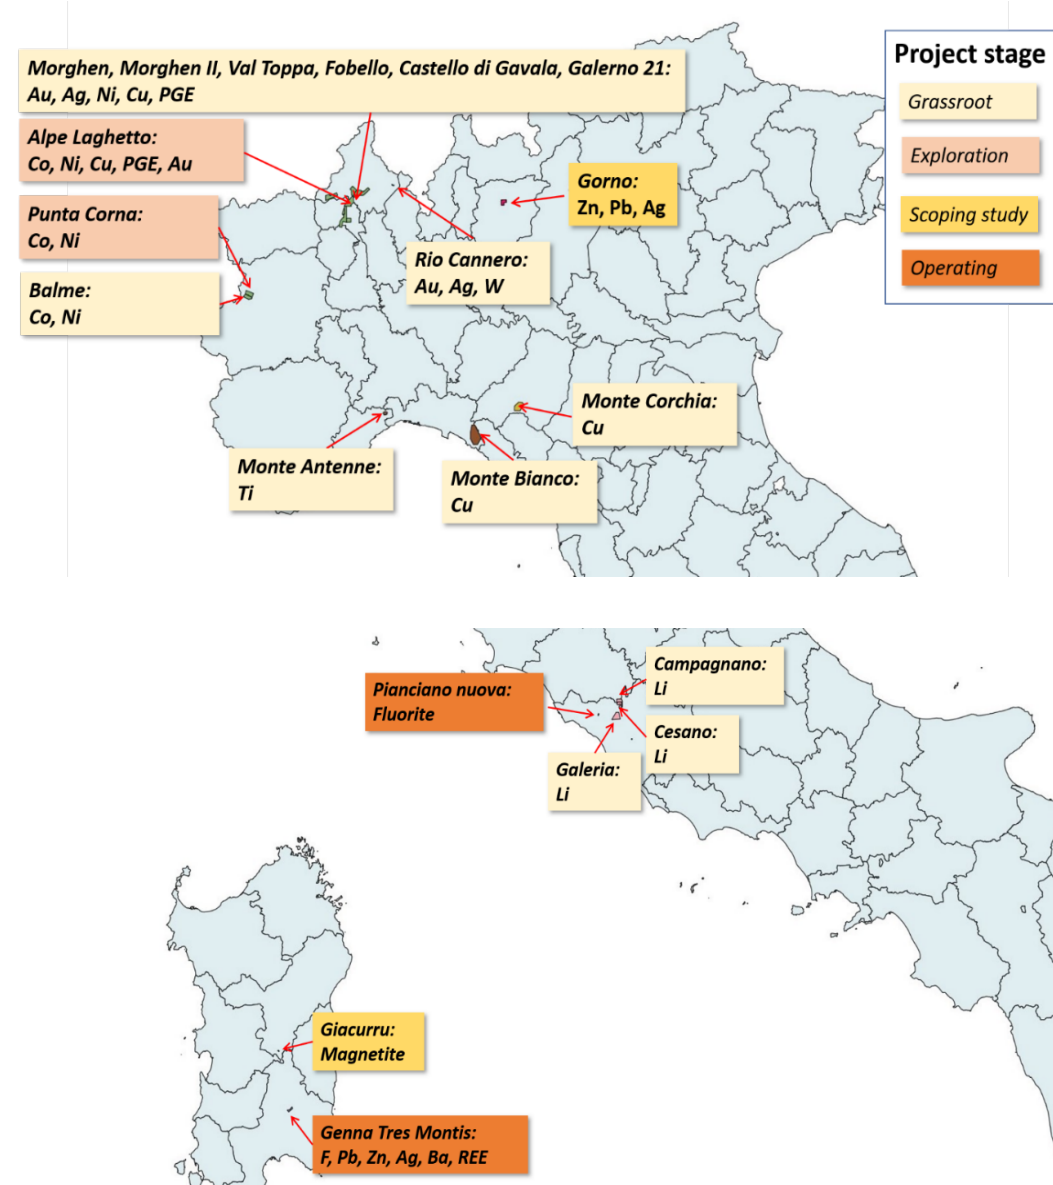 Morghen, Morghen II, Val Toppa, Fobello, Castello di Gavala, Galerno 21:
Au, Ag, Ni, Cu, PGE
Project stage
Grassroot
Exploration
Scoping study
Operating
Alpe Laghetto:
Co, Ni, Cu, PGE, Au
Punta Corna:
Co, Ni
Balme:
Co, Ni
Gorno:
Zn, Pb, Ag
Rio Cannero:
Au, Ag, W
Monte Corchia:
Cu
Monte Antenne:
Ti
Monte Bianco:
Cu
Campagnano:
Li
Pianciano nuova:
Fluorite
Cesano:
Li
Galeria:
Li
Giacurru:
Magnetite
Genna Tres Montis:
F, Pb, Zn, Ag, Ba, REE